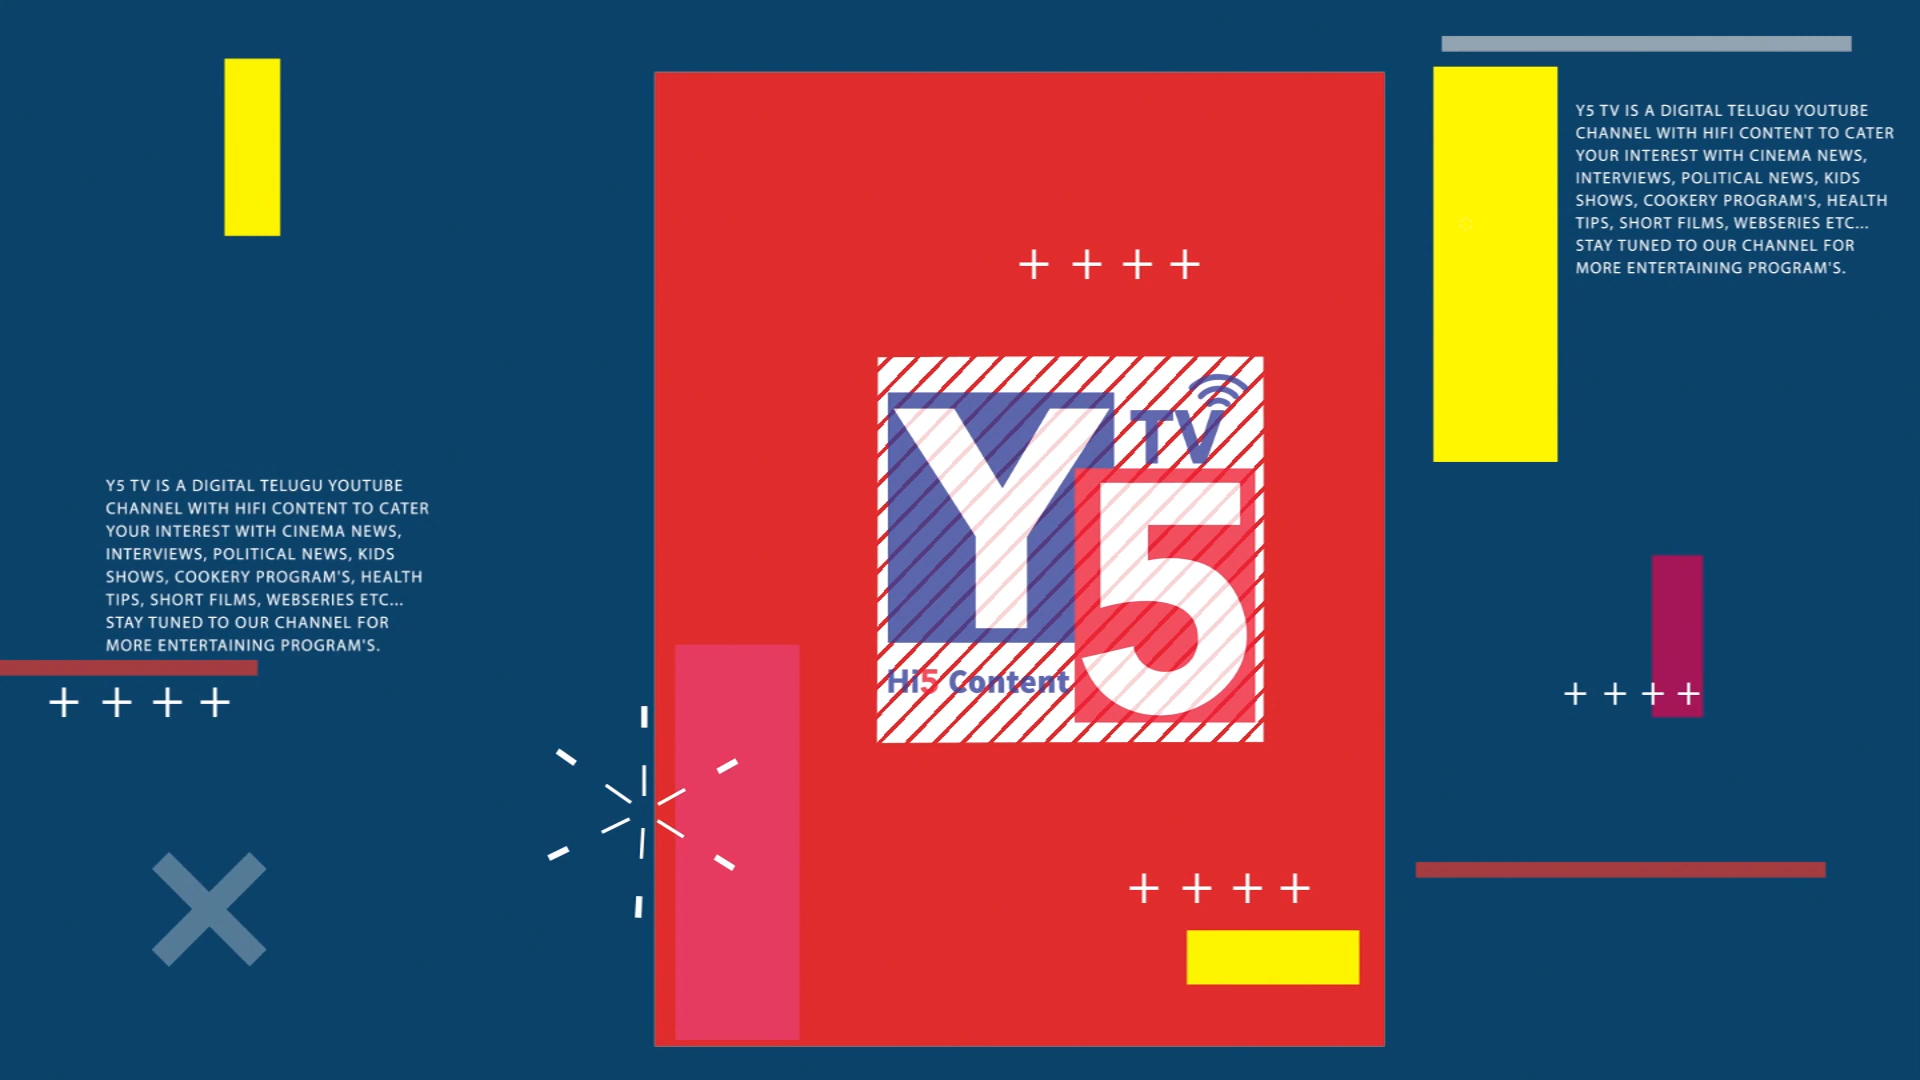 Y5 TV IS A DIGITAL TELUGU YOUTUBE
CHANNEL WITH HIFI CONTENT TO CATER
YOUR INTEREST WITH CINEMA NEWS,
INTERVIEWS, POLITICAL NEWS, KIDS
SHOWS, COOKERY PROGRAM'S, HEALTH
TIPS, SHORT FILMS, WEBSERIES ETC...
STAY TUNED TO OUR CHANNEL FOR
MORE ENTERTAINING PROGRAM'S.
Y TV
5
Hi5 Content
Y5 TV IS A DIGITAL TELUGU YOUTUBE
CHANNEL WITH HIFI CONTENT TO CATER
YOUR INTEREST WITH CINEMA NEWS,
INTERVIEWS, POLITICAL NEWS, KIDS
SHOWS, COOKERY PROGRAM'S, HEALTH
TIPS, SHORT FILMS, WEBSERIES ETC...
STAY TUNED TO OUR CHANNEL FOR
MORE ENTERTAINING PROGRAM'S.